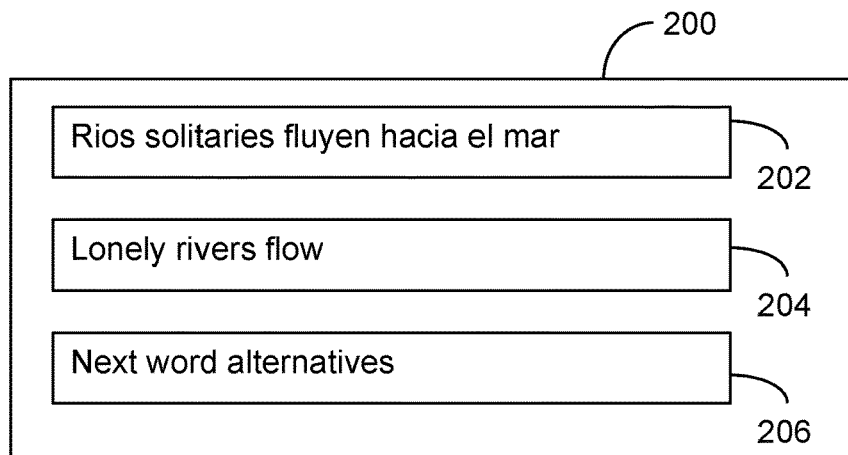 200
Rios solitaries fluyen hacia el mar
202
Lonely rivers flow
204
Next word alternatives
206